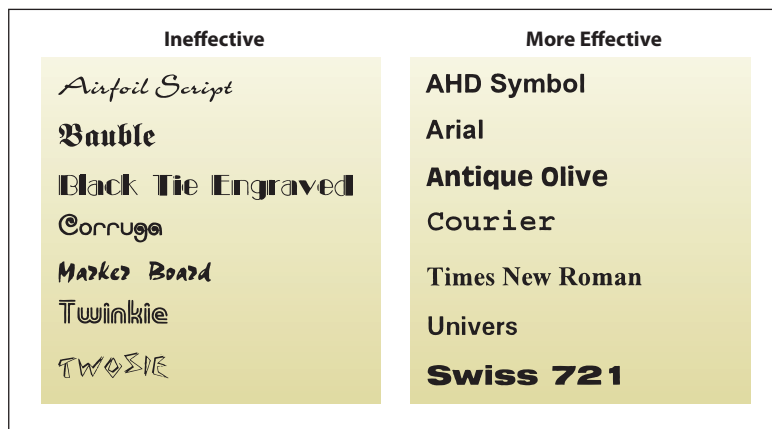 Ineffective
Airfoil Script
Bauble
Black Tie Engraved
Corruga
Marker Board
Twinkie
TWOSIE
More Effective
AHD Symbol
Arial
Antique Olive
Courier
Times New Roman
Univers
Swiss 721